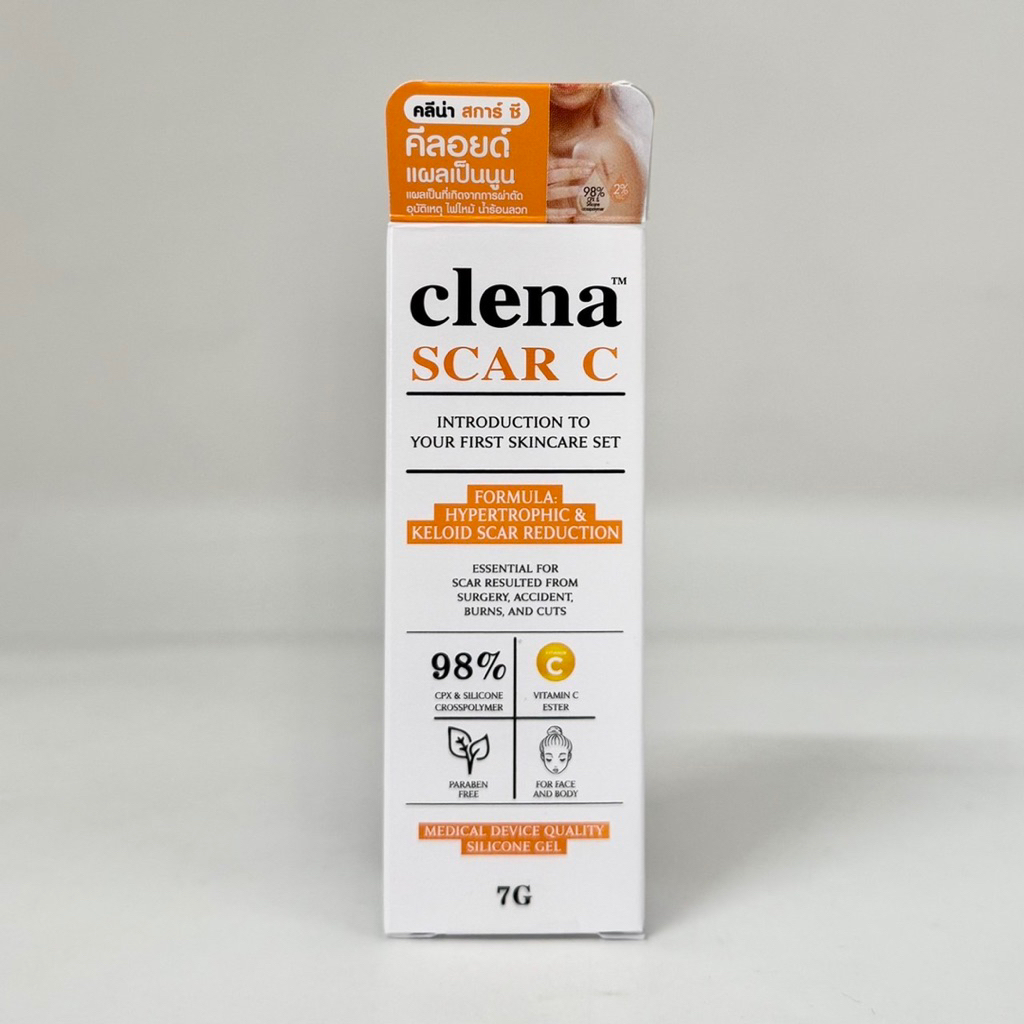 คลีน่า สการ์ ซี
คีลอยด์
แผลเป็นนูน
แผลเป็นที่เกิดจากการผ่าตัด
อุบัติเหตุ ไฟไหม้ น้ำร้อนลวก
98%
2%
clena™
SCAR C
INTRODUCTION TO
YOUR FIRST SKINCARE SET
FORMULA:
HYPERTROPHIC &
KELOID SCAR REDUCTION
ESSENTIAL FOR
SCAR RESULTED FROM
SURGERY, ACCIDENT,
BURNS, AND CUTS
98%
CPX & SILICONE
CROSSPOLYMER
C
VITAMIN C
ESTER
PARABEN
FREE
FOR FACE
AND BODY
MEDICAL DEVICE QUALITY
SILICONE GEL
7G